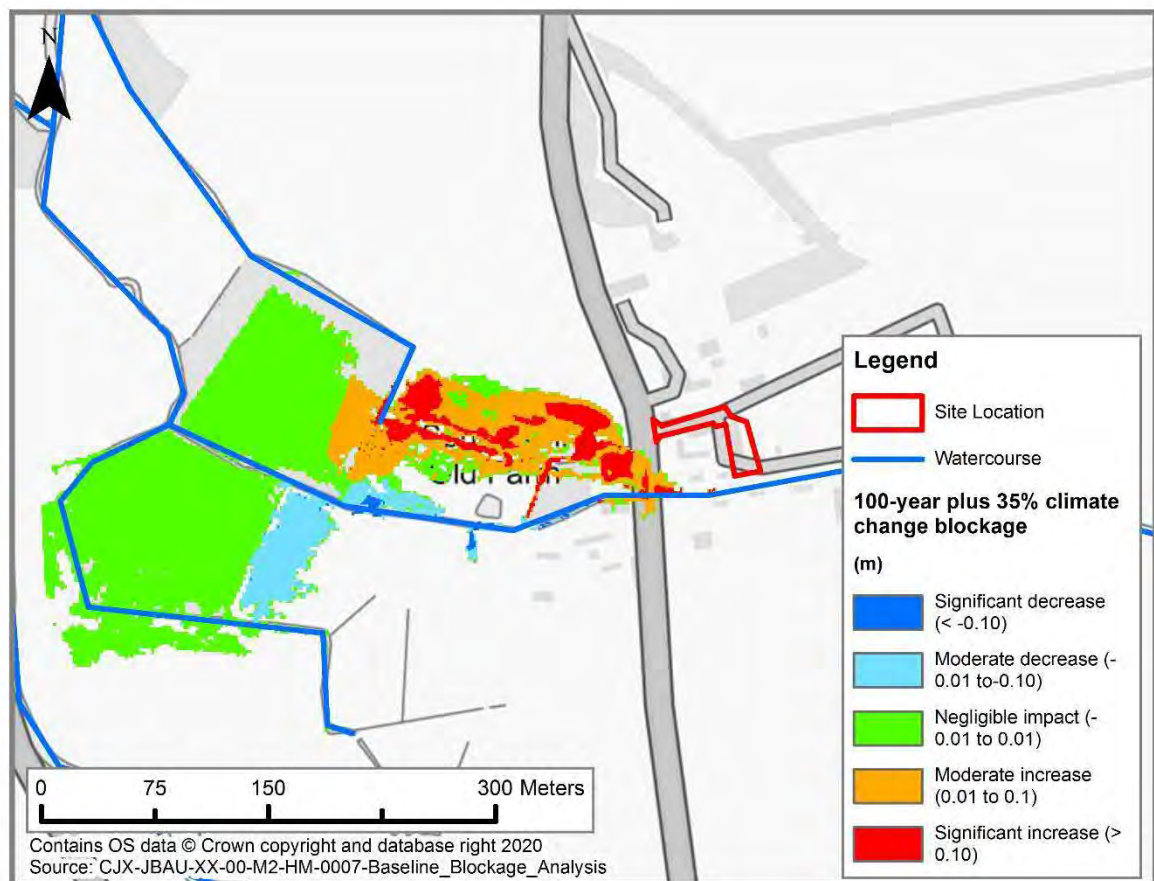 N
Old Farm
Legend
Site Location
Watercourse
100-year plus 35% climate
change blockage
(m)
Significant decrease
(< -0.10)
Moderate decrease (-
0.01 to-0.10)
Negligible impact (-
0.01 to 0.01)
Moderate increase
(0.01 to 0.1)
Significant increase (>
0.10)
0 75 150 300 Meters
Contains OS data © Crown copyright and database right 2020
Source: CJX-JBAU-XX-00-M2-HM-0007-Baseline_Blockage_Analysis